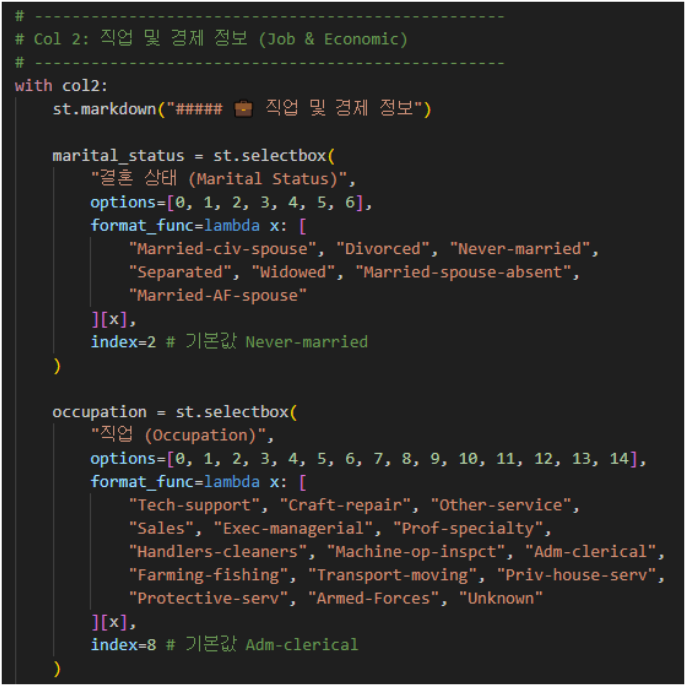 # --------------------------------------------------
# Col 2: 직업 및 경제 정보 (Job & Economic)
# --------------------------------------------------
with col2:
    st.markdown("##### 💼 직업 및 경제 정보")

    marital_status = st.selectbox(
        "결혼 상태 (Marital Status)",
        options=[0, 1, 2, 3, 4, 5, 6],
        format_func=lambda x: [
            "Married-civ-spouse", "Divorced", "Never-married",
            "Separated", "Widowed", "Married-spouse-absent",
            "Married-AF-spouse"
        ][x],
        index=2 # 기본값 Never-married
    )

    occupation = st.selectbox(
        "직업 (Occupation)",
        options=[0, 1, 2, 3, 4, 5, 6, 7, 8, 9, 10, 11, 12, 13, 14],
        format_func=lambda x: [
            "Tech-support", "Craft-repair", "Other-service",
            "Sales", "Exec-managerial", "Prof-specialty",
            "Handlers-cleaners", "Machine-op-inspct", "Adm-clerical",
            "Farming-fishing", "Transport-moving", "Priv-house-serv",
            "Protective-serv", "Armed-Forces", "Unknown"
        ][x],
        index=8 # 기본값 Adm-clerical
    )